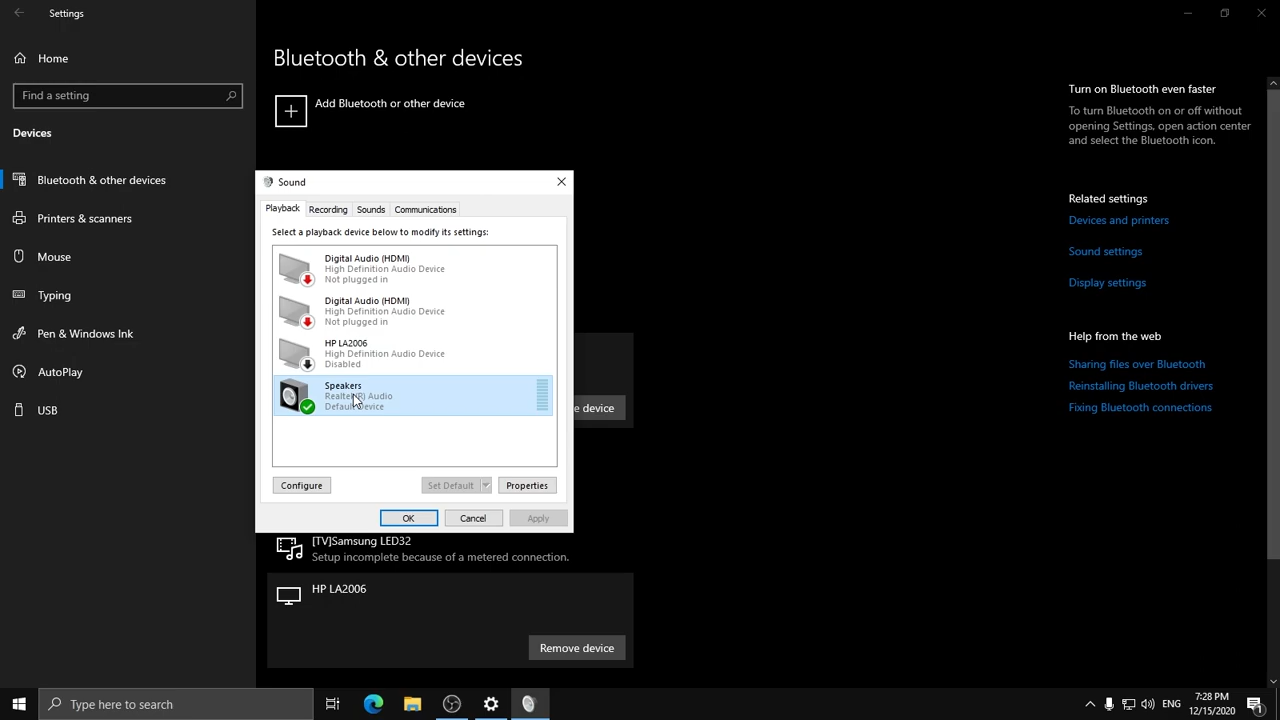 Settings
Home
Find a setting
Devices
Bluetooth & other devices
Printers & scanners
Mouse
Typing
Pen & Windows Ink
AutoPlay
USB
Bluetooth & other devices
Add Bluetooth or other device
Sound
Playback
Recording
Sounds
Communications
Select a playback device below to modify its settings:
Digital Audio (HDMI)
High Definition Audio Device
Not plugged in
Digital Audio (HDMI)
High Definition Audio Device
Not plugged in
HP LA2006
High Definition Audio Device
Disabled
Speakers
Audio
Default Device
Configure
Set Default
Properties
OK
Cancel
Apply
device
[TV]Samsung LED32
Setup incomplete because of a metered connection.
HP LA2006
Remove device
Turn on Bluetooth even faster
To turn Bluetooth on or off without
opening Settings, open action center
and select the Bluetooth icon.
Related settings
Devices and printers
Sound settings
Display settings
Help from the web
Sharing files over Bluetooth
Reinstalling Bluetooth drivers
Fixing Bluetooth connections
Type here to search
ENG
7:28 PM
12/15/2020
1